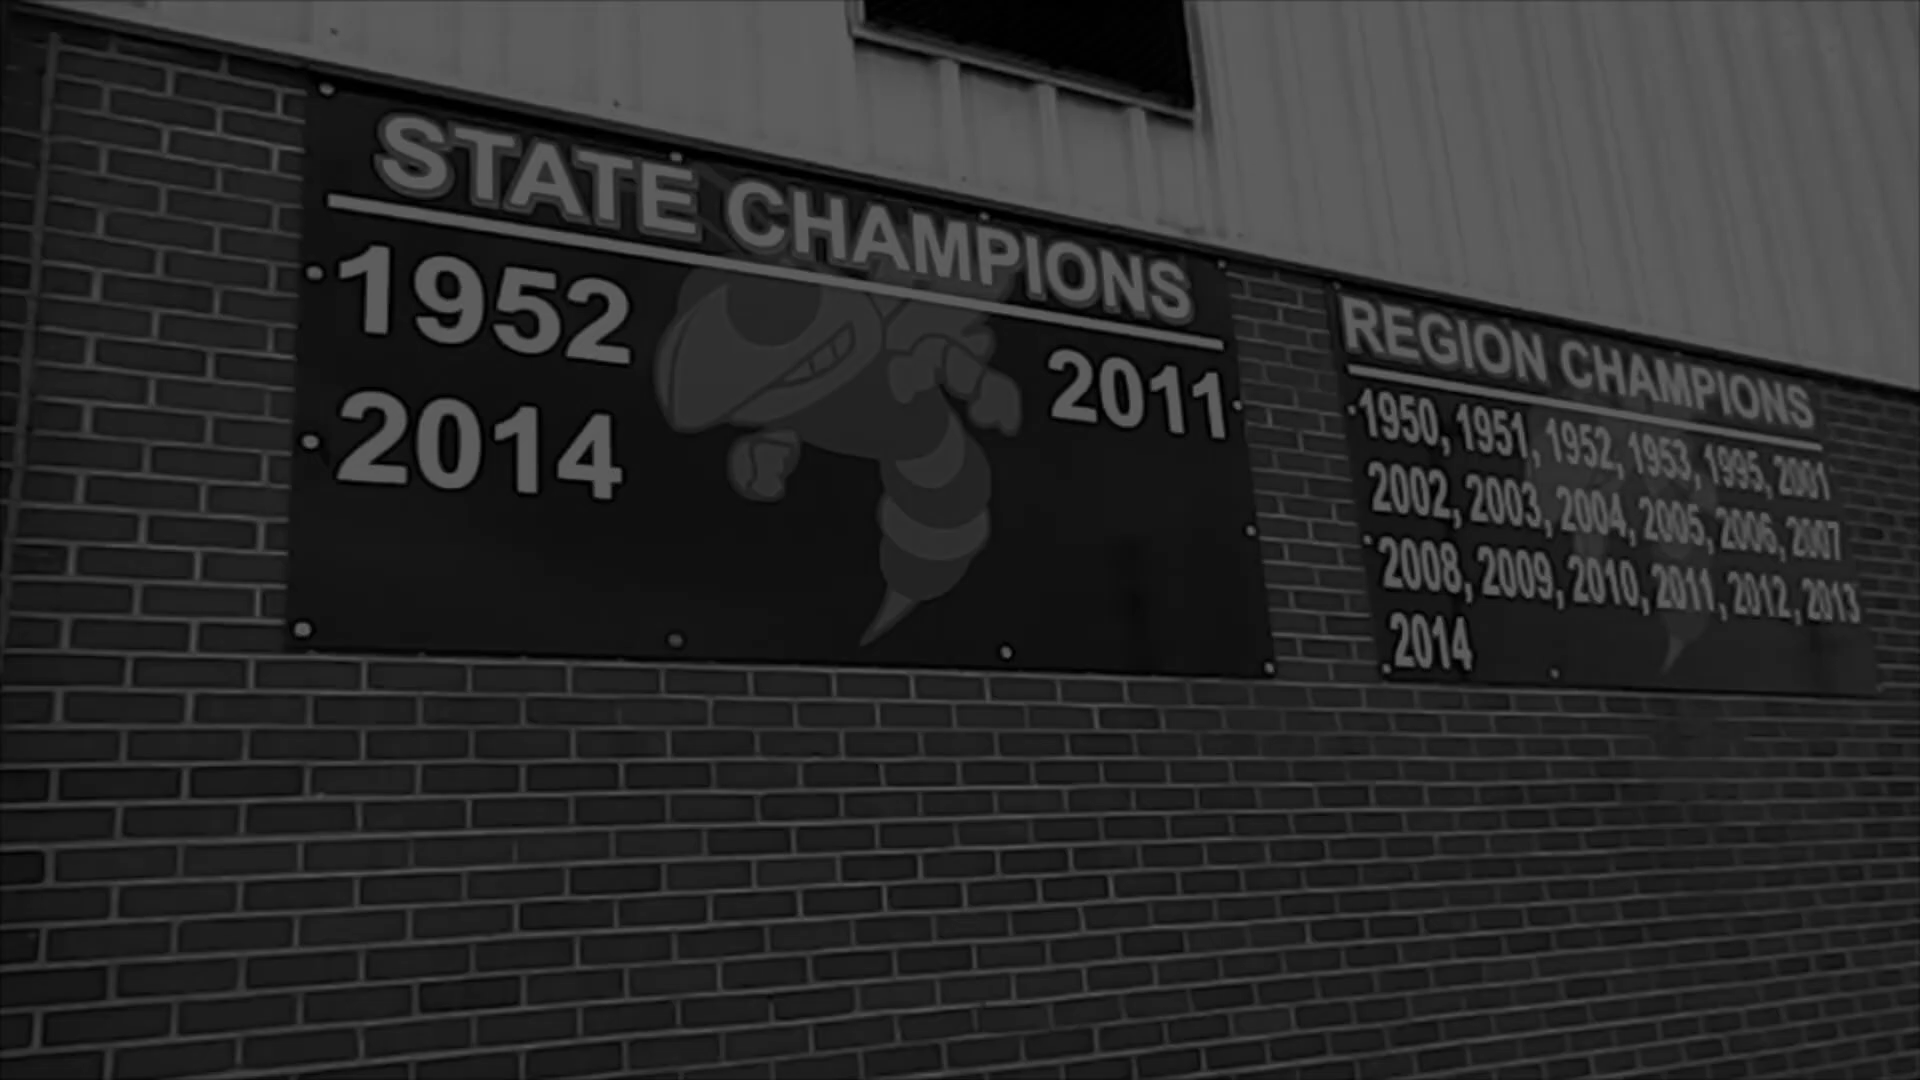 STATE CHAMPIONS
1952 2011
2014
REGION CHAMPIONS
1950, 1951, 1952, 1953, 1995, 2001
2002, 2003, 2004, 2005, 2006, 2007
2008, 2009, 2010, 2011, 2012, 2013
2014